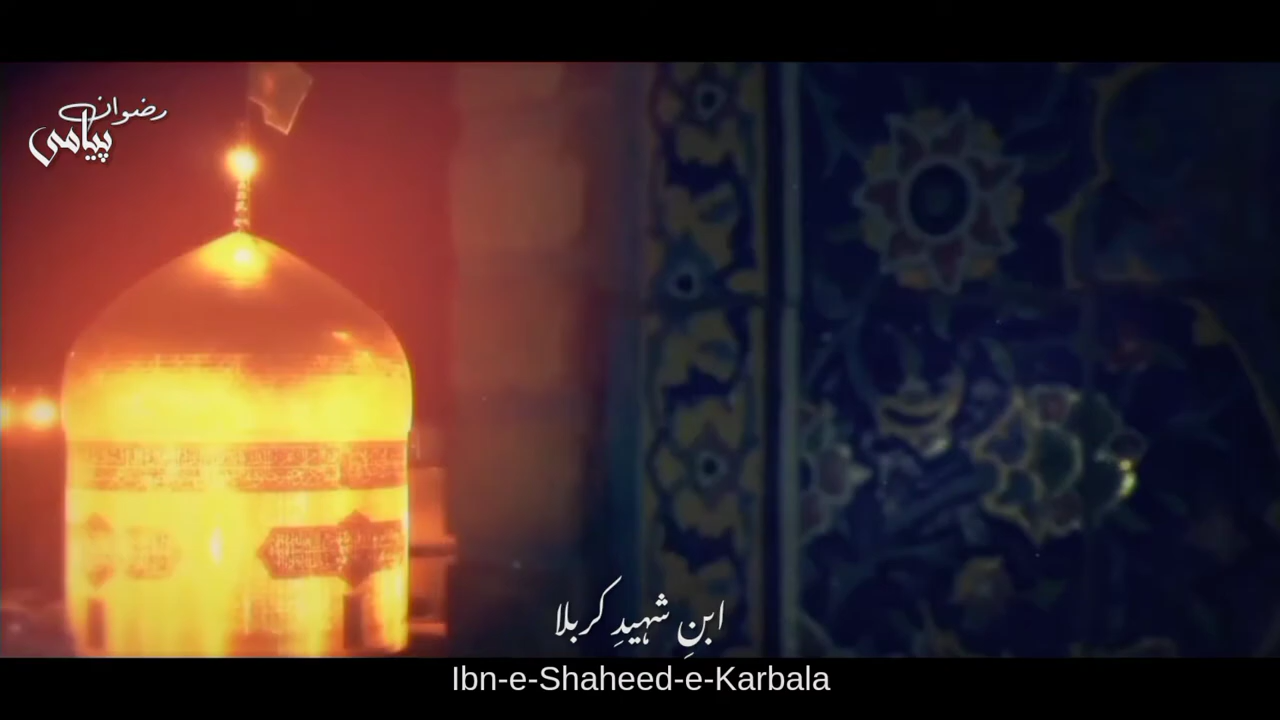 رضوان
پیامی
ابنِ شہیدِ کربلا
Ibn-e-Shaheed-e-Karbala